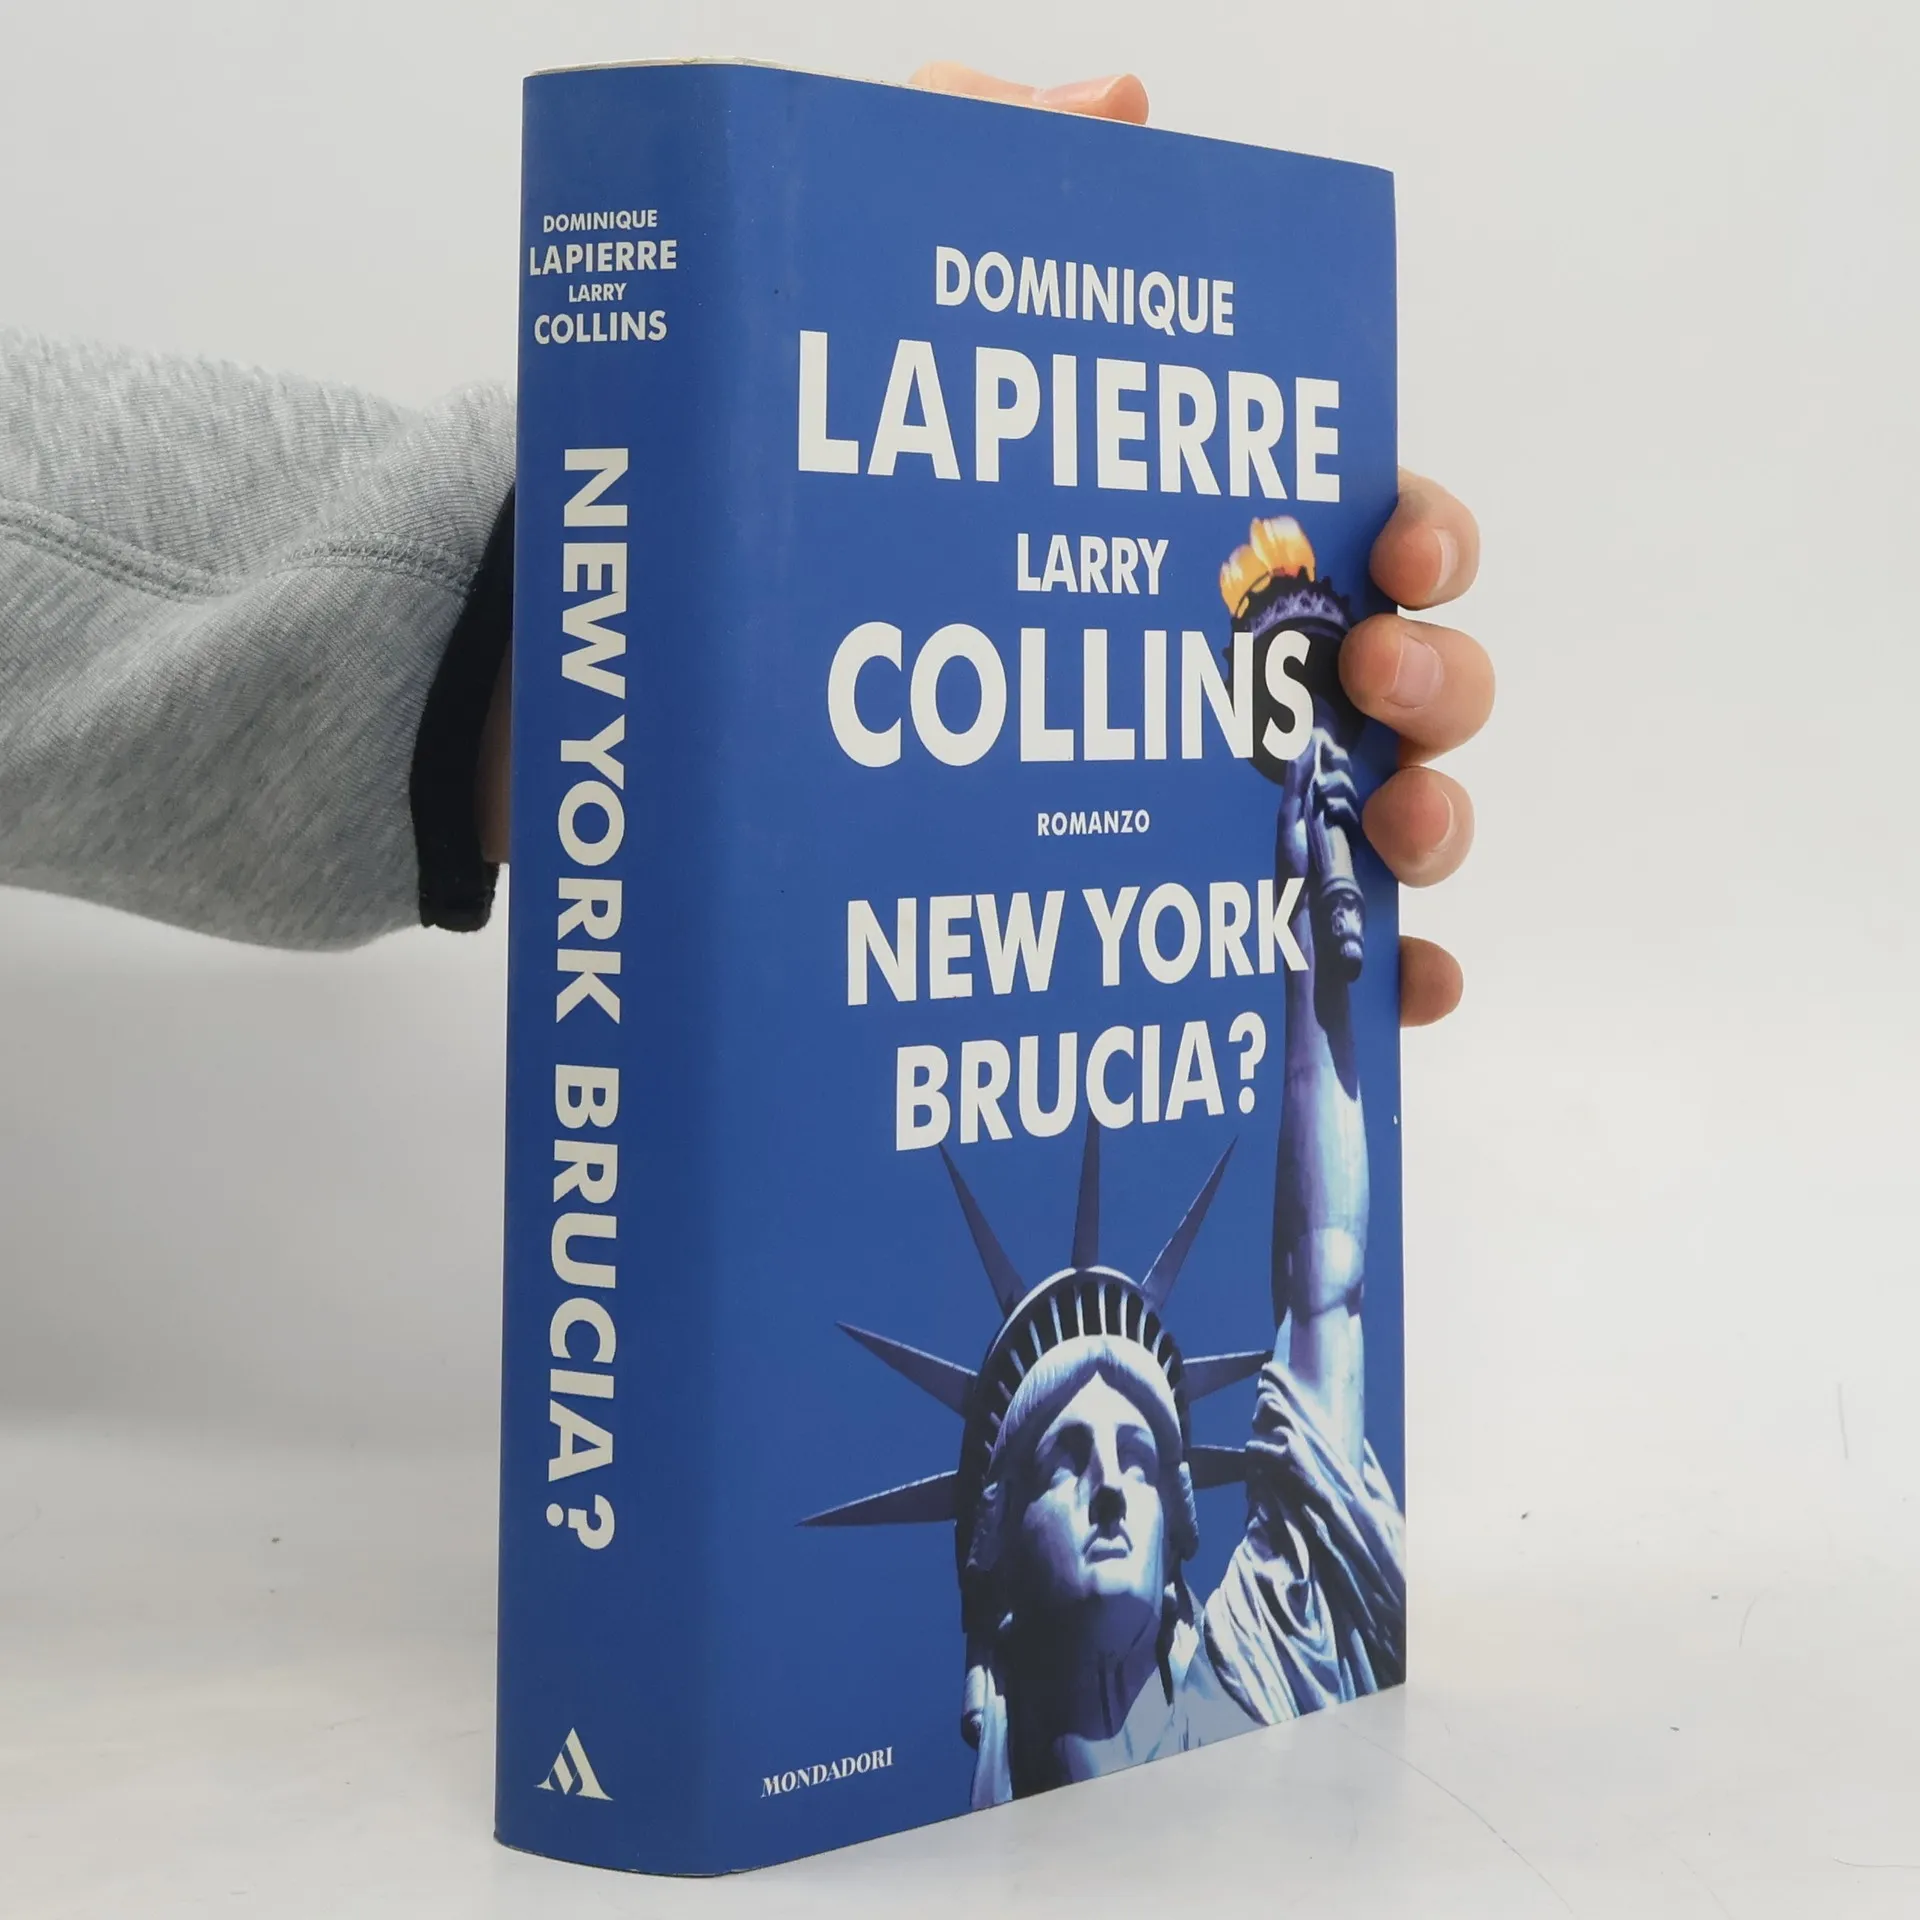 DOMINIQUE
LAPIERRE
LARRY
COLLINS
NEW YORK BRUCIA?
DOMINIQUE
LAPIERRE
LARRY
COLLINS
ROMANZO
NEW YORK
BRUCIA?
MONDADORI